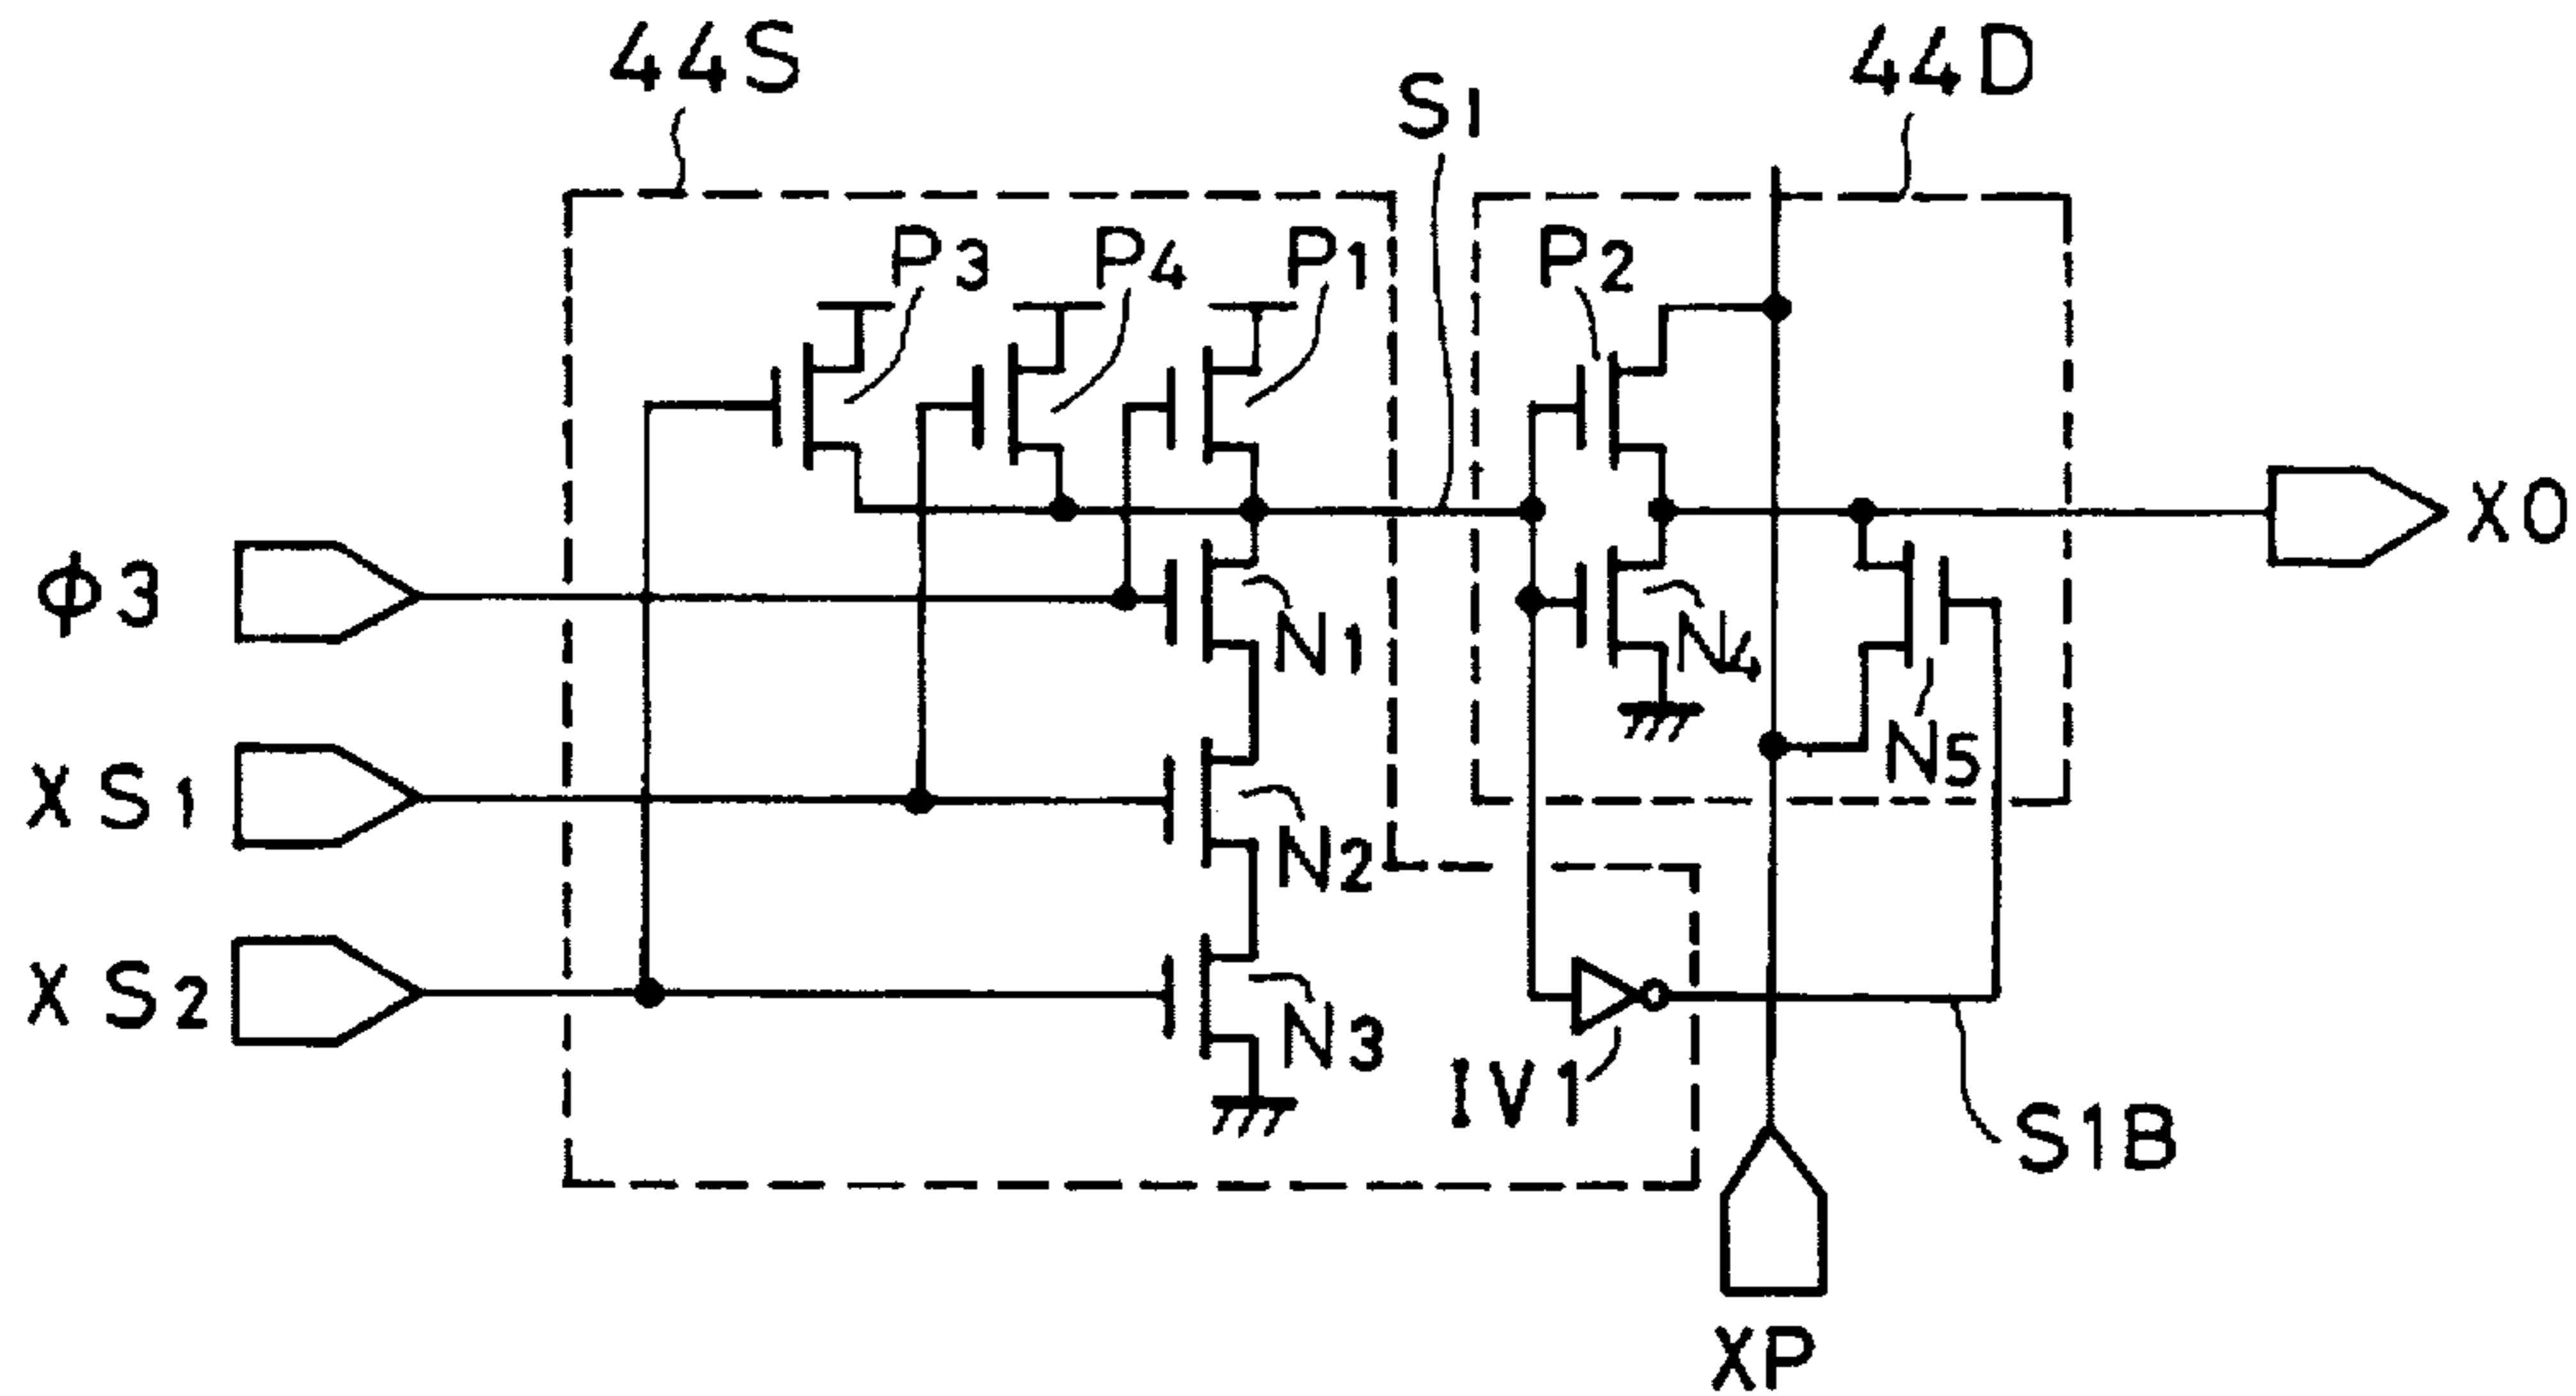 44S
44D
S1
P3
P4
P1
P2
φ3
N1
N4
XO
XS1
N2
N5
XS2
N3
IV1
S1B
XP